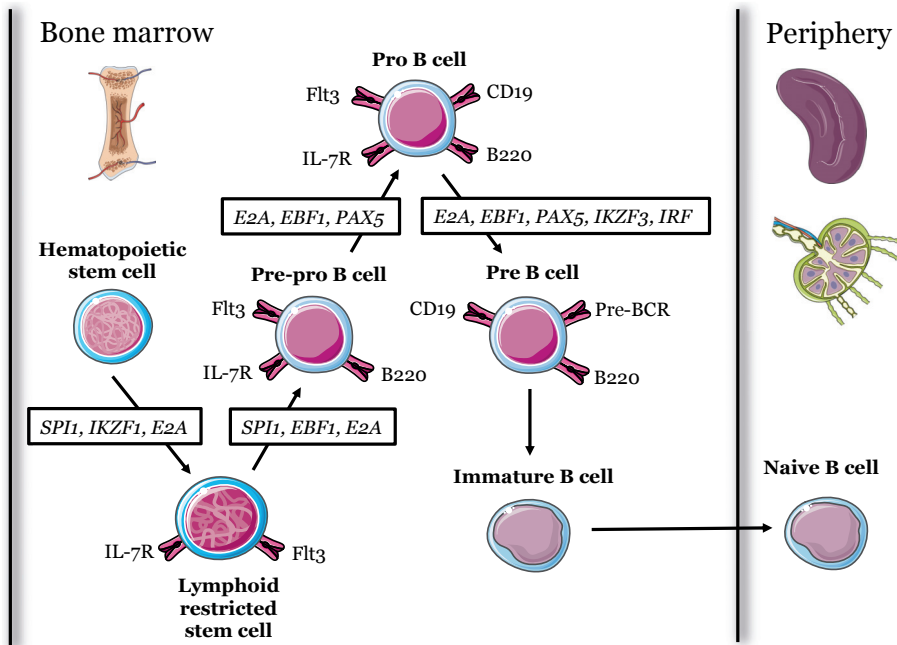 Bone marrow
Periphery
Pro B cell
Flt3
CD19
IL-7R
B220
E2A, EBF1, PAX5
E2A, EBF1, PAX5, IKZF3, IRF
Hematopoietic
stem cell
Pre-pro B cell
Flt3
IL-7R
B220
Pre B cell
CD19
Pre-BCR
B220
SPI1, IKZF1, E2A
SPI1, EBF1, E2A
Immature B cell
Naive B cell
IL-7R
Flt3
Lymphoid
restricted
stem cell